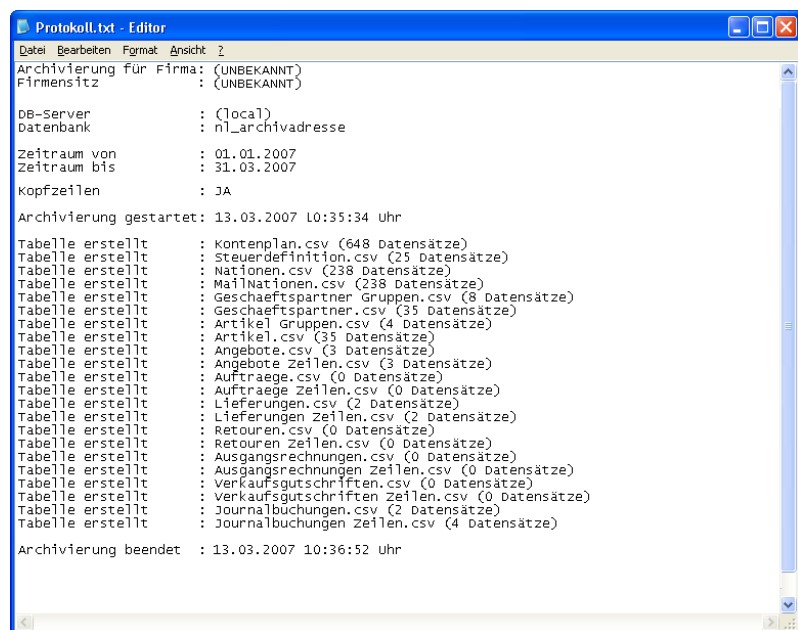 Protokoll.txt - Editor
Datei Bearbeiten Format Ansicht ?
Archivierung für Firma: (UNBEKANNT)
Firmensitz : (UNBEKANNT)
DB-Server : (local)
Datenbank : nl_archivadresse
Zeitraum von : 01.01.2007
Zeitraum bis : 31.03.2007
Kopfzeilen : JA
Archivierung gestartet: 13.03.2007 10:35:34 Uhr
Tabelle erstellt : Kontenplan.csv (648 Datensätze)
Tabelle erstellt : Steuerdefinition.csv (25 Datensätze)
Tabelle erstellt : Nationen.csv (238 Datensätze)
Tabelle erstellt : MailNationen.csv (238 Datensätze)
Tabelle erstellt : Geschaeftspartner Gruppen.csv (8 Datensätze)
Tabelle erstellt : Geschaeftspartner.csv (35 Datensätze)
Tabelle erstellt : Artikel Gruppen.csv (4 Datensätze)
Tabelle erstellt : Artikel.csv (35 Datensätze)
Tabelle erstellt : Angebote.csv (3 Datensätze)
Tabelle erstellt : Angebote Zeilen.csv (3 Datensätze)
Tabelle erstellt : Auftraege.csv (0 Datensätze)
Tabelle erstellt : Auftraege Zeilen.csv (0 Datensätze)
Tabelle erstellt : Lieferungen.csv (2 Datensätze)
Tabelle erstellt : Lieferungen Zeilen.csv (2 Datensätze)
Tabelle erstellt : Retouren.csv (0 Datensätze)
Tabelle erstellt : Retouren Zeilen.csv (0 Datensätze)
Tabelle erstellt : Ausgangsrechnungen.csv (0 Datensätze)
Tabelle erstellt : Ausgangsrechnungen Zeilen.csv (0 Datensätze)
Tabelle erstellt : Verkaufsgutschriften.csv (0 Datensätze)
Tabelle erstellt : Verkaufsgutschriften Zeilen.csv (0 Datensätze)
Tabelle erstellt : Journalbuchungen.csv (2 Datensätze)
Tabelle erstellt : Journalbuchungen Zeilen.csv (4 Datensätze)
Archivierung beendet : 13.03.2007 10:36:52 Uhr